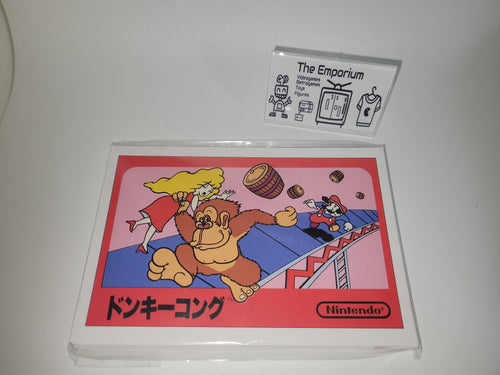 The Emporium
Videogames
Retrogames
Toys
Figures
ドンキーコング
Nintendo